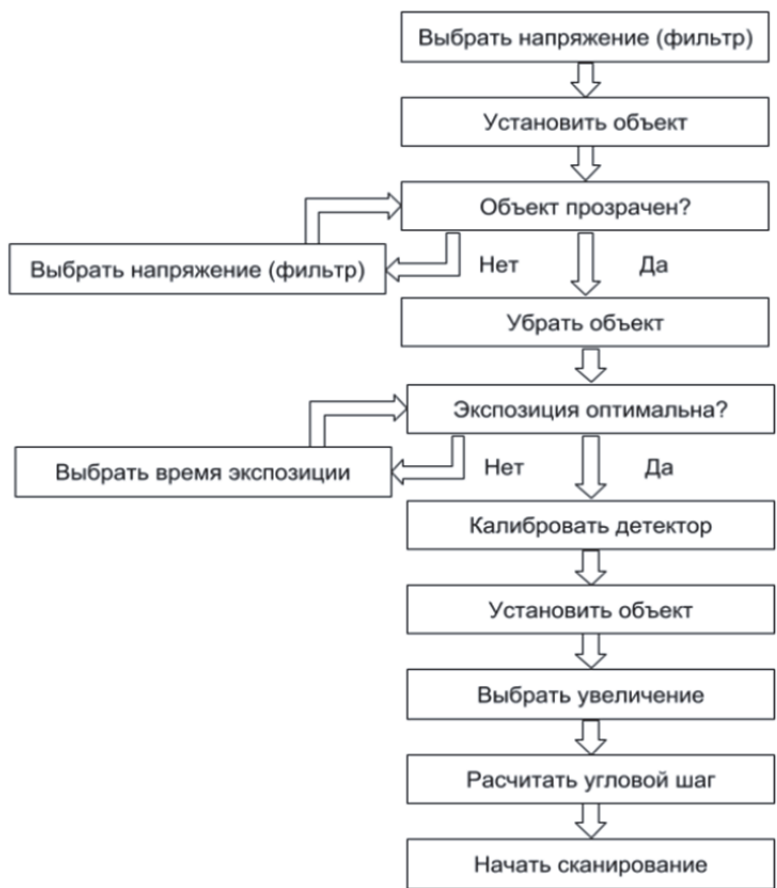 Выбрать напряжение (фильтр)
Установить объект
Объект прозрачен?
Выбрать напряжение (фильтр)
Нет
Да
Убрать объект
Экспозиция оптимальна?
Выбрать время экспозиции
Нет
Да
Калибровать детектор
Установить объект
Выбрать увеличение
Расчитать угловой шаг
Начать сканирование